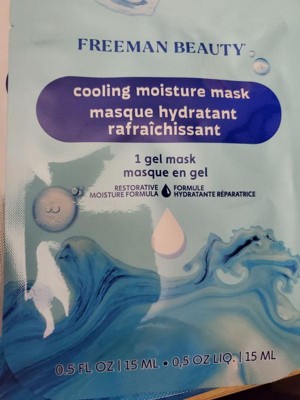 FREEMAN BEAUTY
cooling moisture mask
masque hydratant
rafraîchissant
1 gel mask
masque en gel
RESTORATIVE
MOISTURE FORMULA
FORMULE
HYDRATANTE RÉPARATRICE
0.5 FL OZ | 15 ML • 0,5 OZ LIQ. | 15 ML